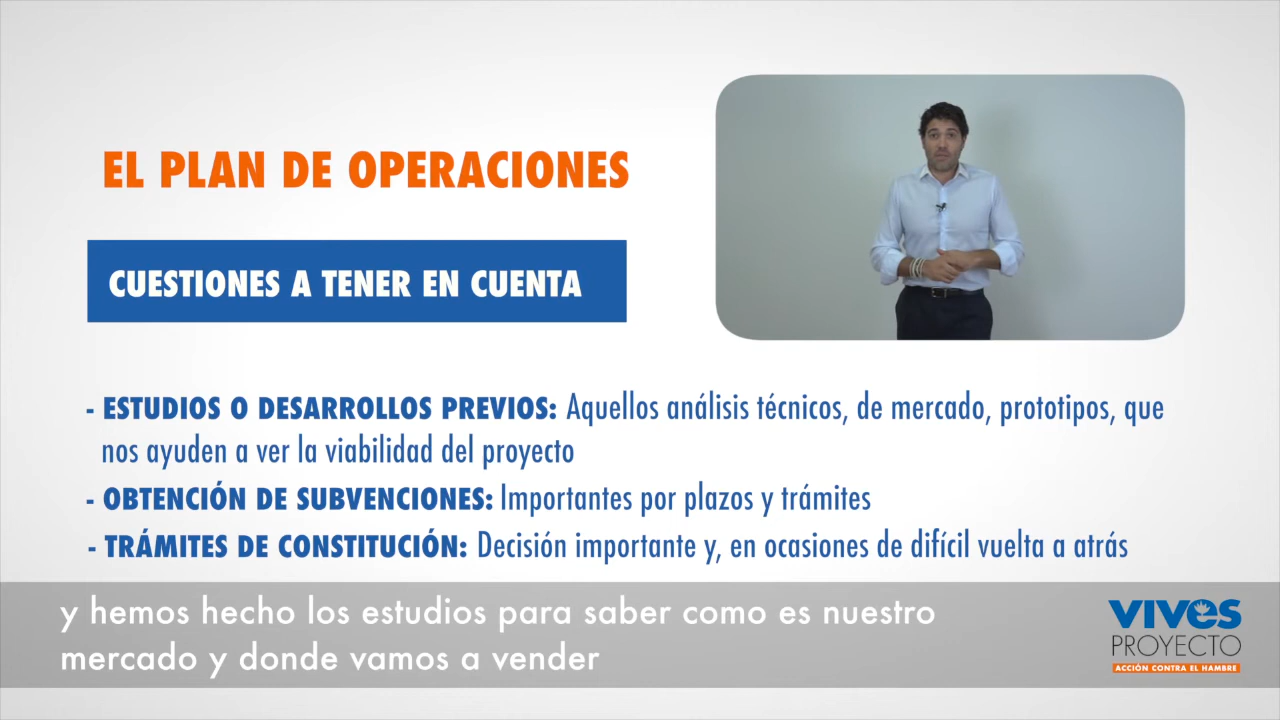 EL PLAN DE OPERACIONES
CUESTIONES A TENER EN CUENTA
- ESTUDIOS O DESARROLLOS PREVIOS: Aquellos análisis técnicos, de mercado, prototipos, que
nos ayuden a ver la viabilidad del proyecto
- OBTENCIÓN DE SUBVENCIONES: Importantes por plazos y trámites
- TRÁMITES DE CONSTITUCIÓN: Decisión importante y, en ocasiones de difícil vuelta a atrás
y hemos hecho los estudios para saber como es nuestro
mercado y donde vamos a vender
VIVES
PROYECTO
ACCIÓN CONTRA EL HAMBRE